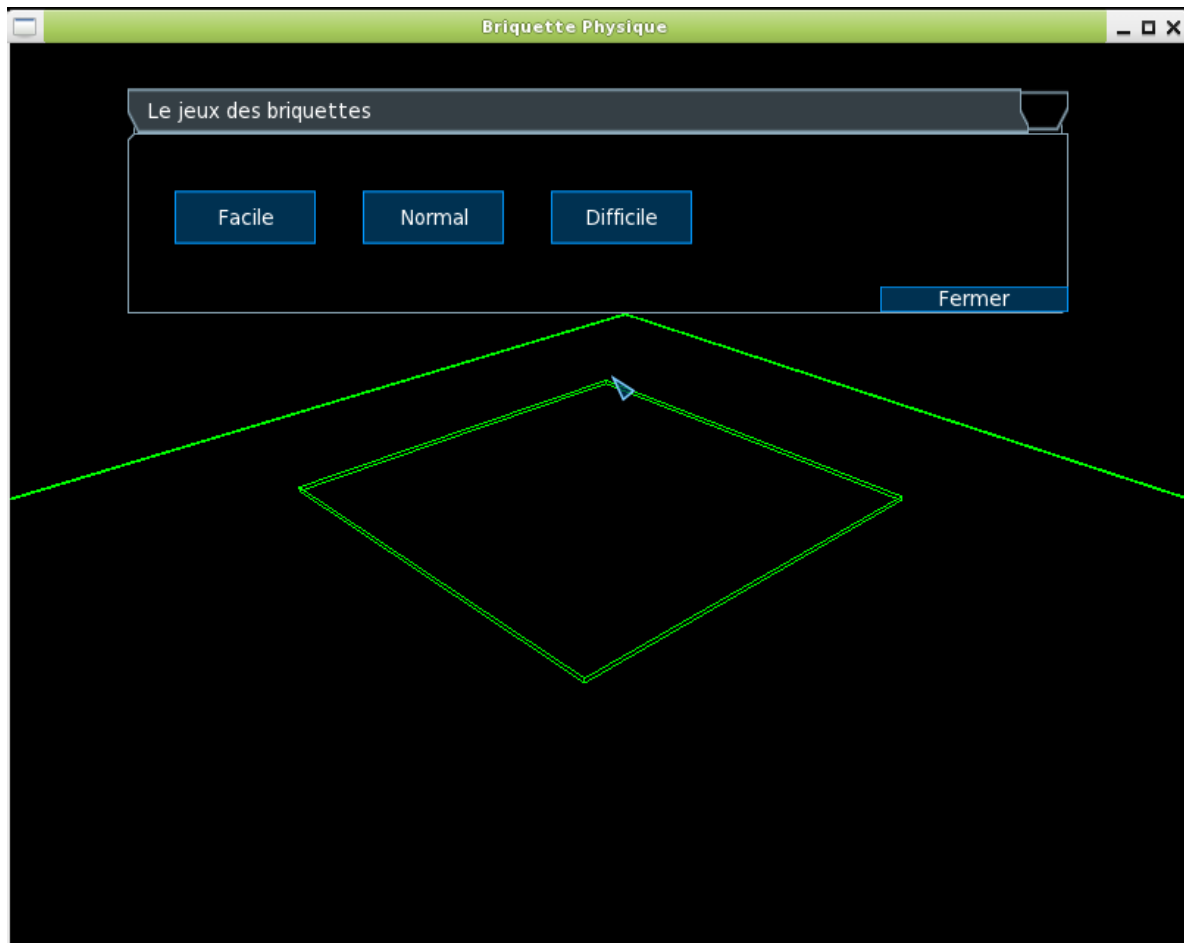 Briquette Physique
Le jeux des briquettes
Facile Normal Difficile
Fermer